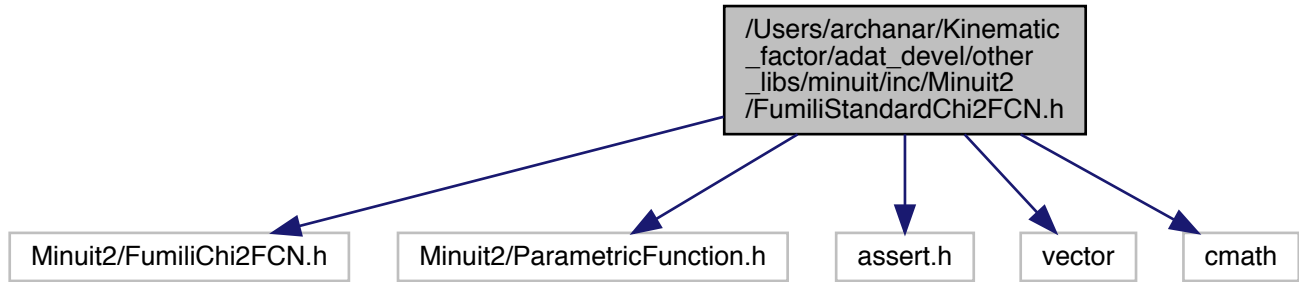 /Users/archanar/Kinematic
_factor/adat_devel/other
_libs/minuit/inc/Minuit2
/FumiliStandardChi2FCN.h
Minuit2/FumiliChi2FCN.h
Minuit2/ParametricFunction.h
assert.h
vector
cmath